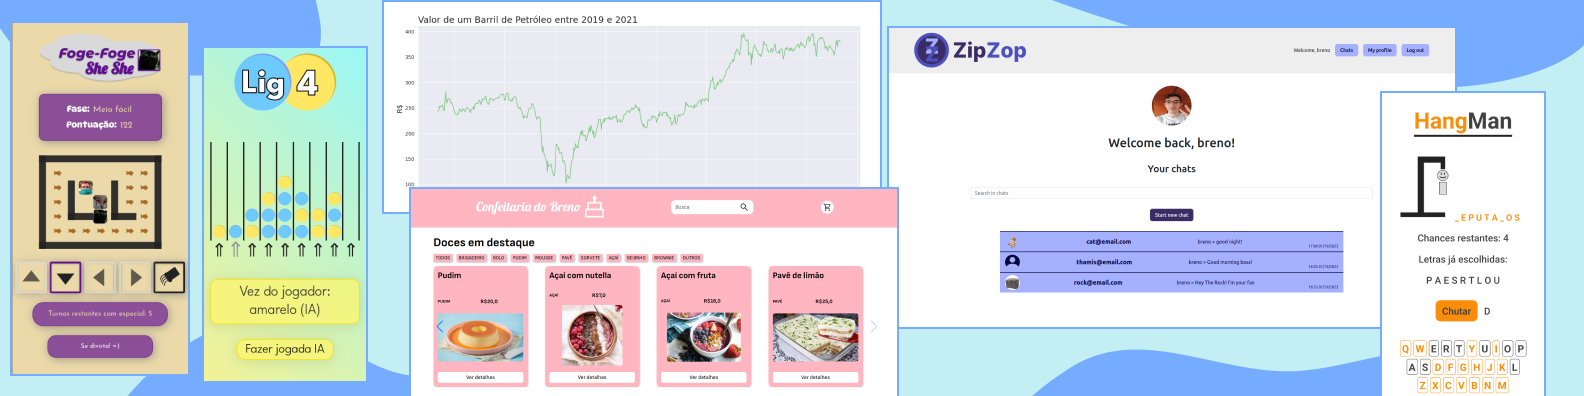 Foge-Foge
She She
Fase: Meio fácil
Pontuação: 122
Turnos restantes com especial: 5
Se divirta! =)
Lig 4
Vez do jogador:
amarelo (IA)
Fazer jogada IA
Valor de um Barril de Petróleo entre 2019 e 2021
R$
400
350
300
250
200
150
100
Confeitaria do Breno
Busca
Doces em destaque
TODOS BRIGADEIRO BOLO PUDIM MOUSSE PAVÊ SORVETE AÇAI BEIJINHO BROWNIE OUTROS
Pudim
PUDIM R$20,0
Ver detalhes
Açaí com nutella
AÇAI R$7,0
Ver detalhes
Açaí com fruta
AÇAI R$16,0
Ver detalhes
Pavê de limão
PAVÊ R$25,0
Ver detalhes
ZipZop
Welcome, breno Chats My profile Log out
Welcome back, breno!
Your chats
Search in chats
Start new chat
cat@email.com breno > good night!
thamis@email.com breno > Good morning boss!
rock@email.com breno > Hey The Rock! I'm your fan
HangMan
_EPUTA_OS
Chances restantes: 4
Letras já escolhidas:
P A E S R T L O U
Chutar D
Q W E R T Y U I O P
A S D F G H J K L
Z X C V B N M